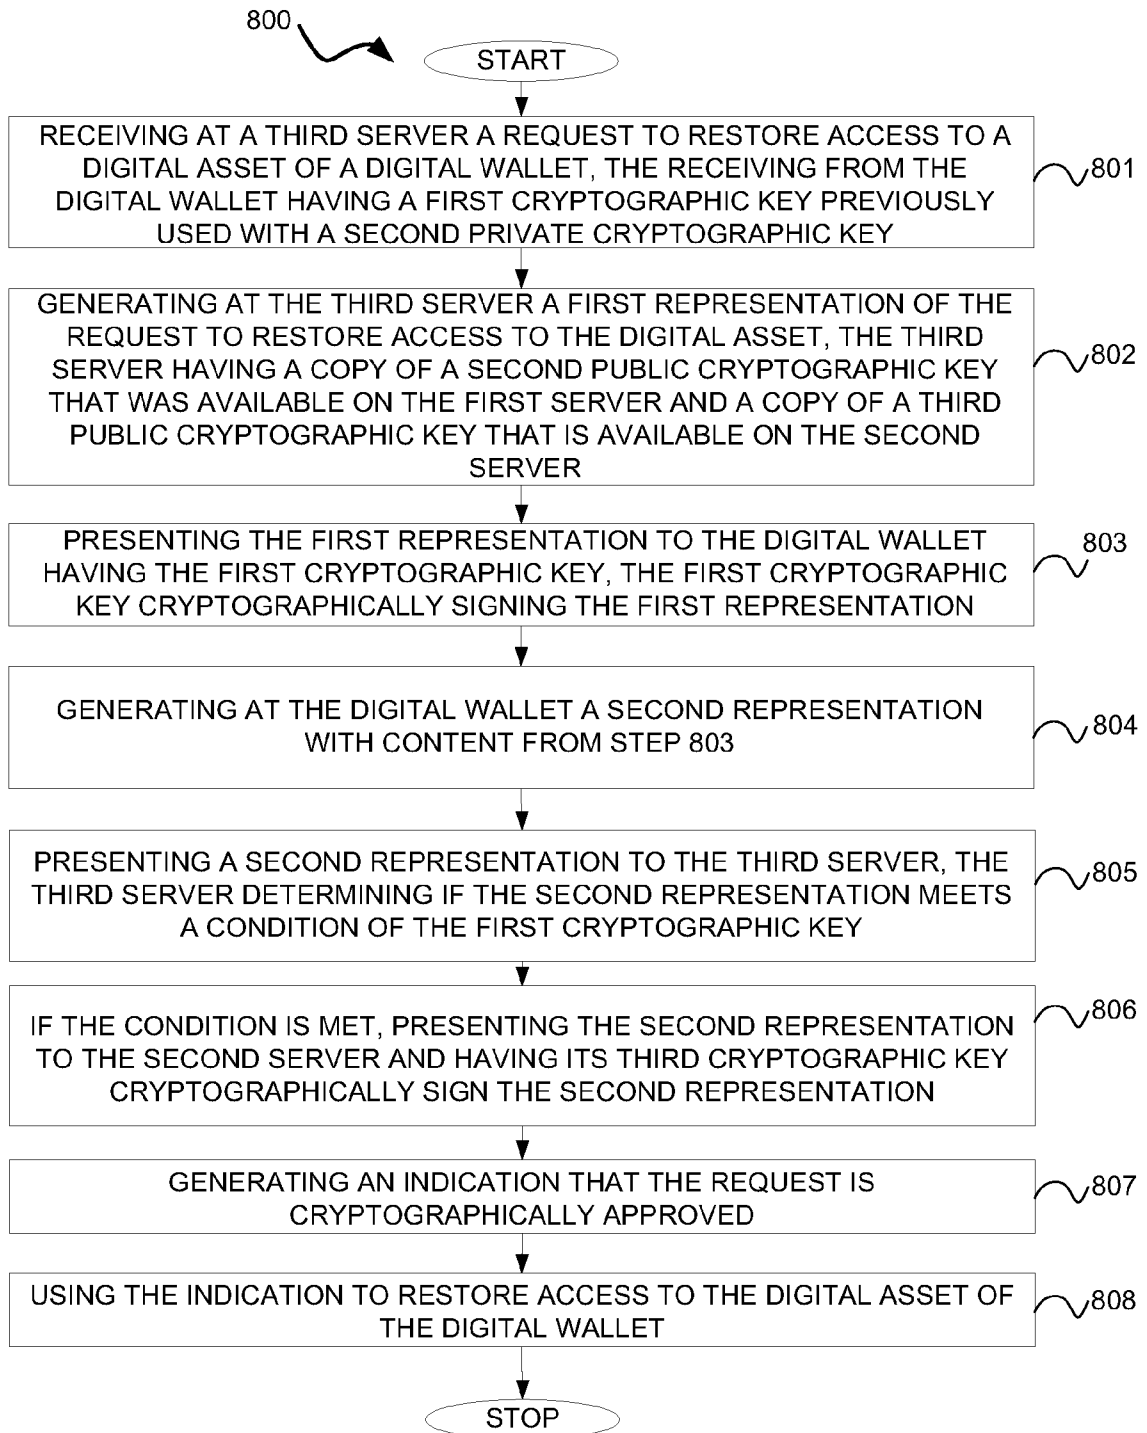 800
START
RECEIVING AT A THIRD SERVER A REQUEST TO RESTORE ACCESS TO A
DIGITAL ASSET OF A DIGITAL WALLET, THE RECEIVING FROM THE
DIGITAL WALLET HAVING A FIRST CRYPTOGRAPHIC KEY PREVIOUSLY
USED WITH A SECOND PRIVATE CRYPTOGRAPHIC KEY
801
GENERATING AT THE THIRD SERVER A FIRST REPRESENTATION OF THE
REQUEST TO RESTORE ACCESS TO THE DIGITAL ASSET, THE THIRD
SERVER HAVING A COPY OF A SECOND PUBLIC CRYPTOGRAPHIC KEY
THAT WAS AVAILABLE ON THE FIRST SERVER AND A COPY OF A THIRD
PUBLIC CRYPTOGRAPHIC KEY THAT IS AVAILABLE ON THE SECOND
SERVER
802
PRESENTING THE FIRST REPRESENTATION TO THE DIGITAL WALLET
HAVING THE FIRST CRYPTOGRAPHIC KEY, THE FIRST CRYPTOGRAPHIC
KEY CRYPTOGRAPHICALLY SIGNING THE FIRST REPRESENTATION
803
GENERATING AT THE DIGITAL WALLET A SECOND REPRESENTATION
WITH CONTENT FROM STEP 803
804
PRESENTING A SECOND REPRESENTATION TO THE THIRD SERVER, THE
THIRD SERVER DETERMINING IF THE SECOND REPRESENTATION MEETS
A CONDITION OF THE FIRST CRYPTOGRAPHIC KEY
805
IF THE CONDITION IS MET, PRESENTING THE SECOND REPRESENTATION
TO THE SECOND SERVER AND HAVING ITS THIRD CRYPTOGRAPHIC KEY
CRYPTOGRAPHICALLY SIGN THE SECOND REPRESENTATION
806
GENERATING AN INDICATION THAT THE REQUEST IS
CRYPTOGRAPHICALLY APPROVED
807
USING THE INDICATION TO RESTORE ACCESS TO THE DIGITAL ASSET OF
THE DIGITAL WALLET
808
STOP